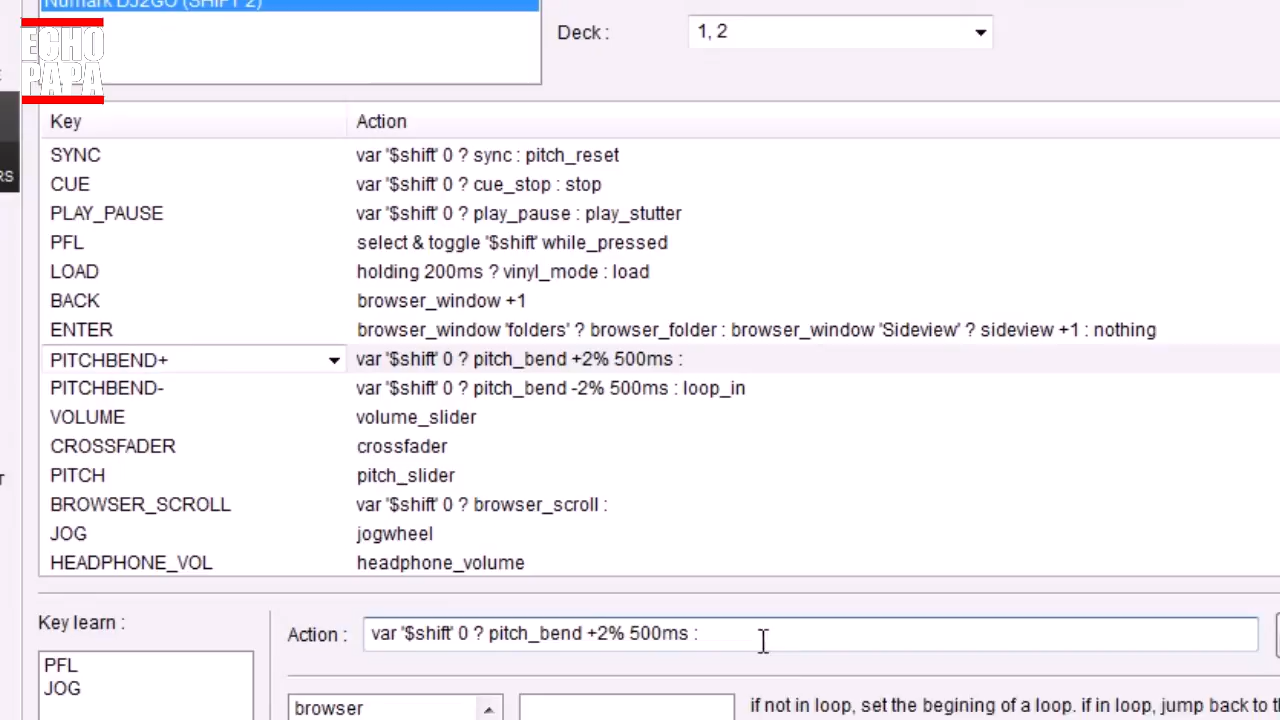 Numark DJ2GO (SHIFT 2)
ECHO
PAPA
Deck :
1, 2
RS
Key
Action
SYNC
var '$shift' 0 ? sync : pitch_reset
CUE
var '$shift' 0 ? cue_stop : stop
PLAY_PAUSE
var '$shift' 0 ? play_pause : play_stutter
PFL
select & toggle '$shift' while_pressed
LOAD
holding 200ms ? vinyl_mode : load
BACK
browser_window +1
ENTER
browser_window 'folders' ? browser_folder : browser_window 'Sideview' ? sideview +1 : nothing
PITCHBEND+
var '$shift' 0 ? pitch_bend +2% 500ms :
PITCHBEND-
var '$shift' 0 ? pitch_bend -2% 500ms : loop_in
VOLUME
volume_slider
CROSSFADER
crossfader
PITCH
pitch_slider
BROWSER_SCROLL
var '$shift' 0 ? browser_scroll :
JOG
jogwheel
HEADPHONE_VOL
headphone_volume
Key learn :
Action :
var '$shift' 0 ? pitch_bend +2% 500ms :
PFL
JOG
browser
if not in loop, set the begining of a loop. if in loop, jump back to